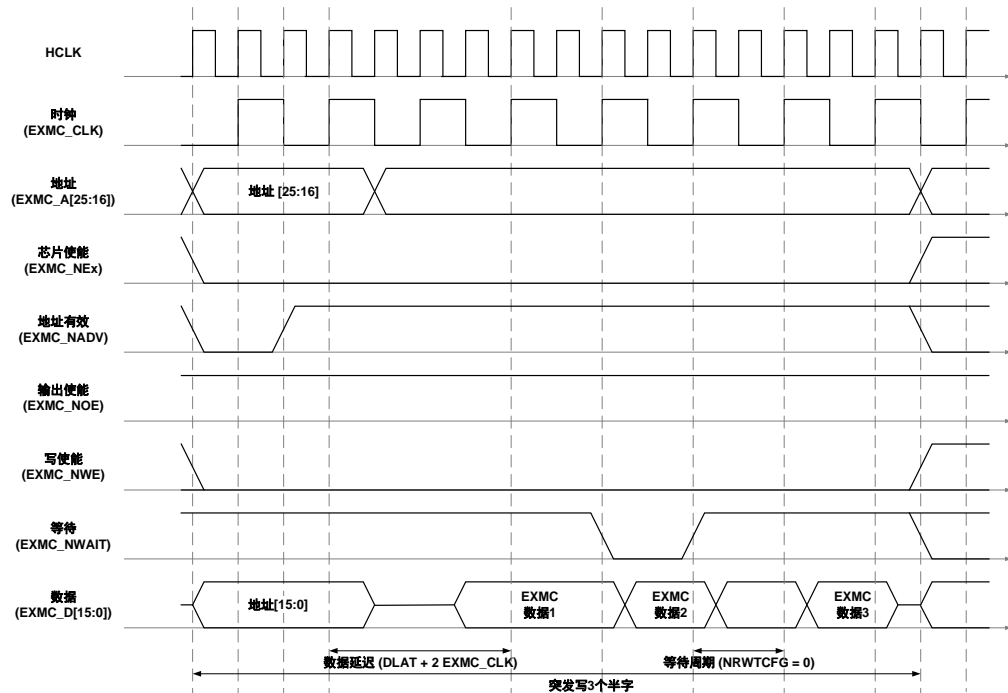 HCLK
时钟
(EXMC_CLK)
地址
(EXMC_A[25:16])
地址 [25:16]
芯片使能
(EXMC_NEx)
地址有效
(EXMC_NADV)
输出使能
(EXMC_NOE)
写使能
(EXMC_NWE)
等待
(EXMC_NWAIT)
数据
(EXMC_D[15:0])
地址[15:0]
EXMC
数据1
EXMC
数据2
EXMC
数据3
数据延迟 (DLAT + 2 EXMC_CLK)
等待周期 (NRWTCFG = 0)
突发写3个半字